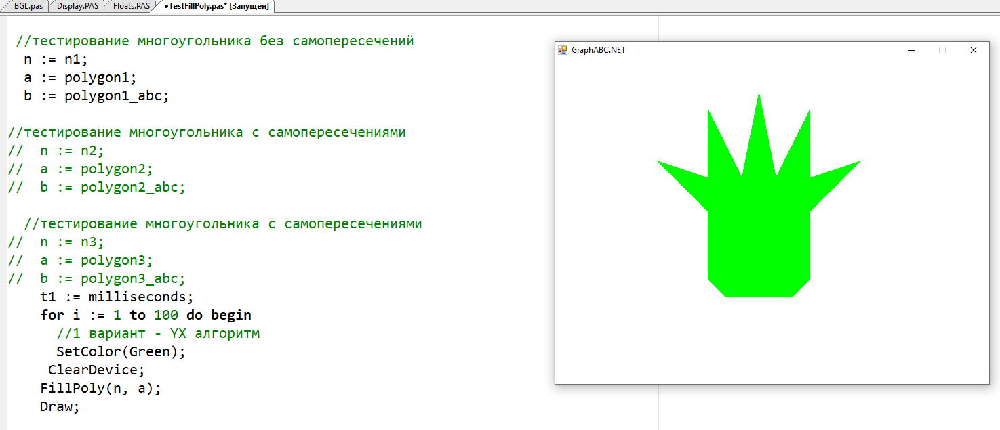 BGL.pas Display.PAS Floats.PAS •TestFillPoly.pas* [Запущен]
//тестирование многоугольника без самопересечений
n := n1;
a := polygon1;
b := polygon1_abc;
//тестирование многоугольника с самопересечениями
// n := n2;
// a := polygon2;
// b := polygon2_abc;
//тестирование многоугольника с самопересечениями
// n := n3;
// a := polygon3;
// b := polygon3_abc;
t1 := milliseconds;
for i := 1 to 100 do begin
//1 вариант - YX алгоритм
SetColor(Green);
ClearDevice;
FillPoly(n, a);
Draw;
GraphABC.NET